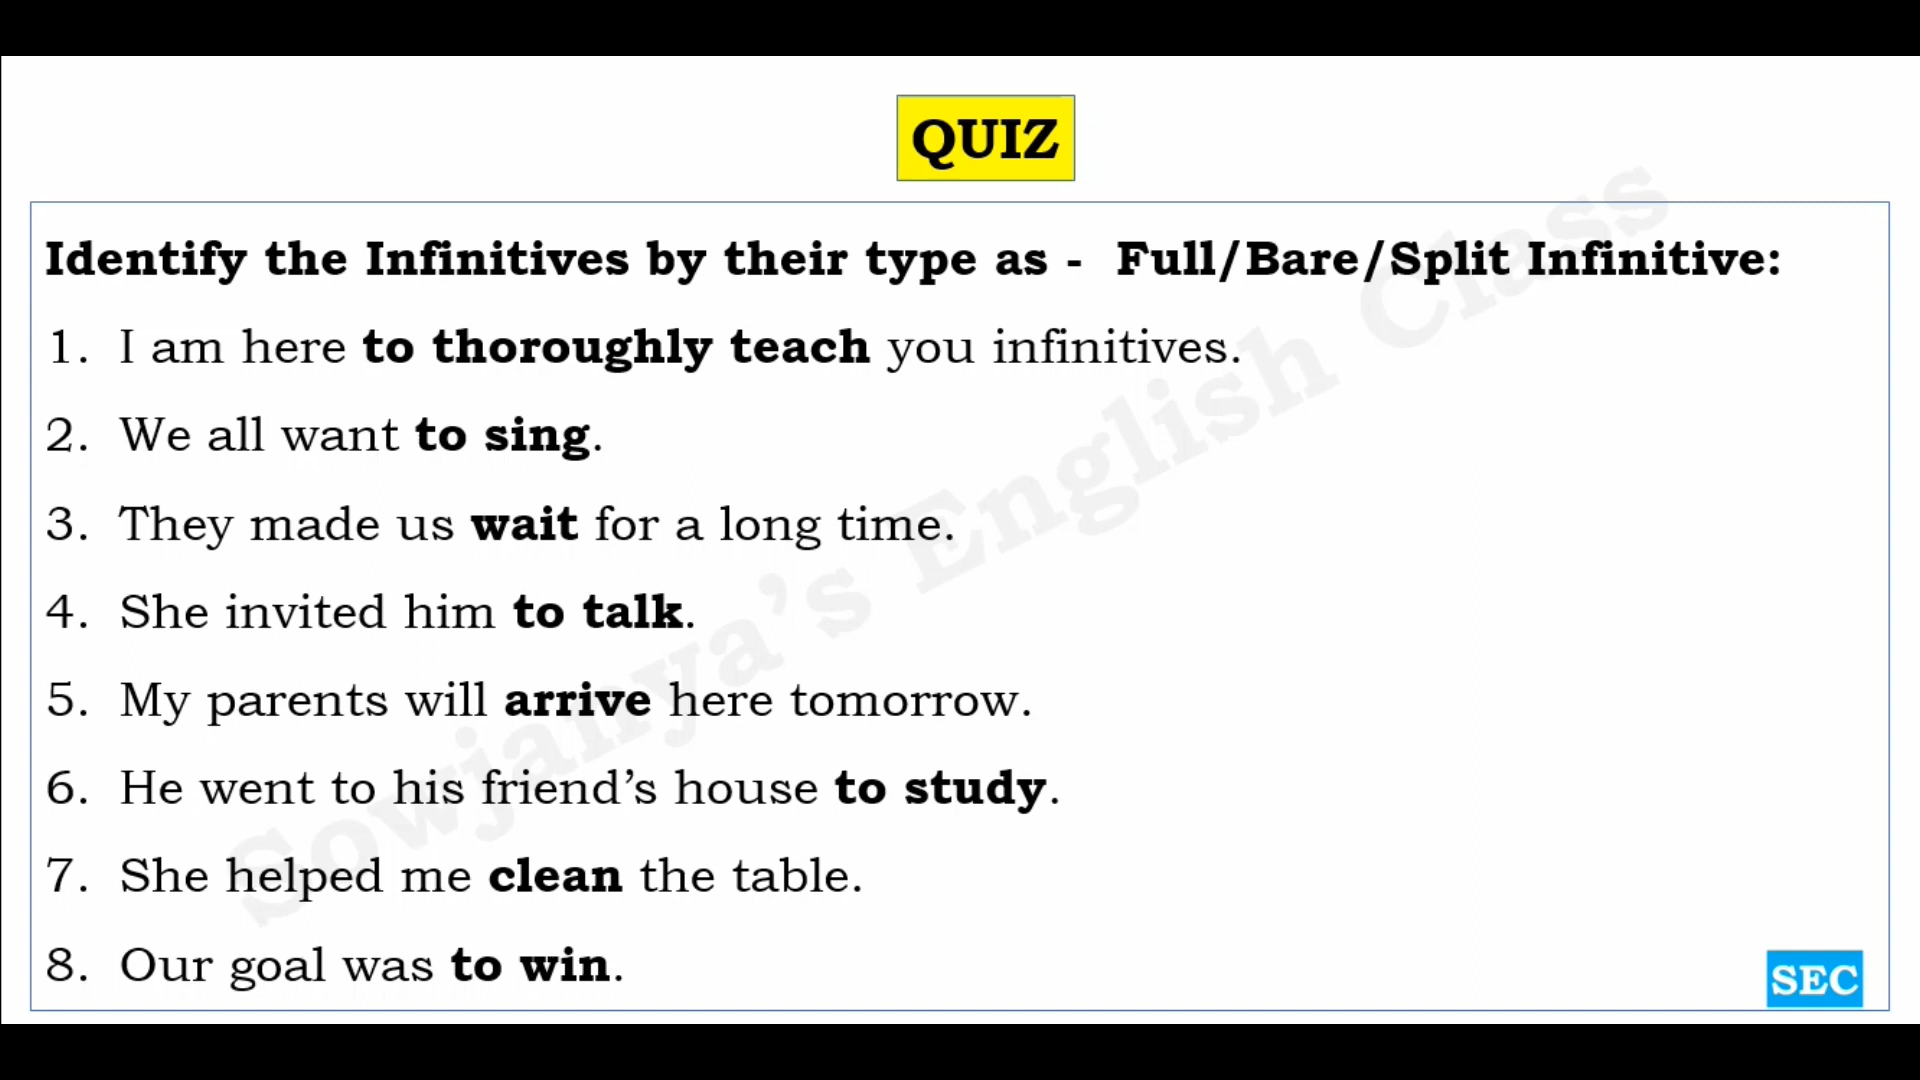 QUIZ
Identify the Infinitives by their type as - Full/Bare/Split Infinitive:
1. I am here to thoroughly teach you infinitives.
2. We all want to sing.
3. They made us wait for a long time.
4. She invited him to talk.
5. My parents will arrive here tomorrow.
6. He went to his friend’s house to study.
7. She helped me clean the table.
8. Our goal was to win.
SEC
Sowjanya’s English Class